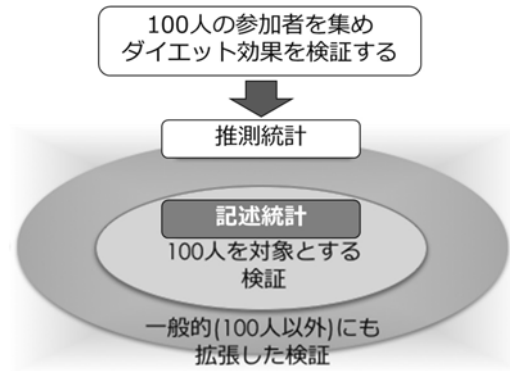 100人の参加者を集め
ダイエット効果を検証する
推測統計
記述統計
100人を対象とする
検証
一般的(100人以外)にも
拡張した検証